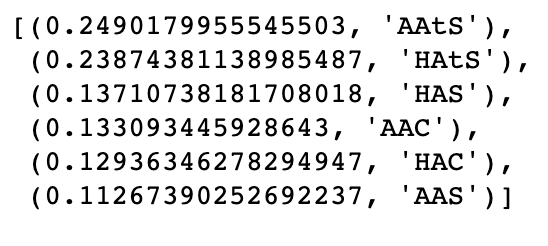 [(0.2490179955545503, 'AAtS'),
(0.23874381138985487, 'HAtS'),
(0.13710738181708018, 'HAS'),
(0.133093445928643, 'AAC'),
(0.12936346278294947, 'HAC'),
(0.11267390252692237, 'AAS')]